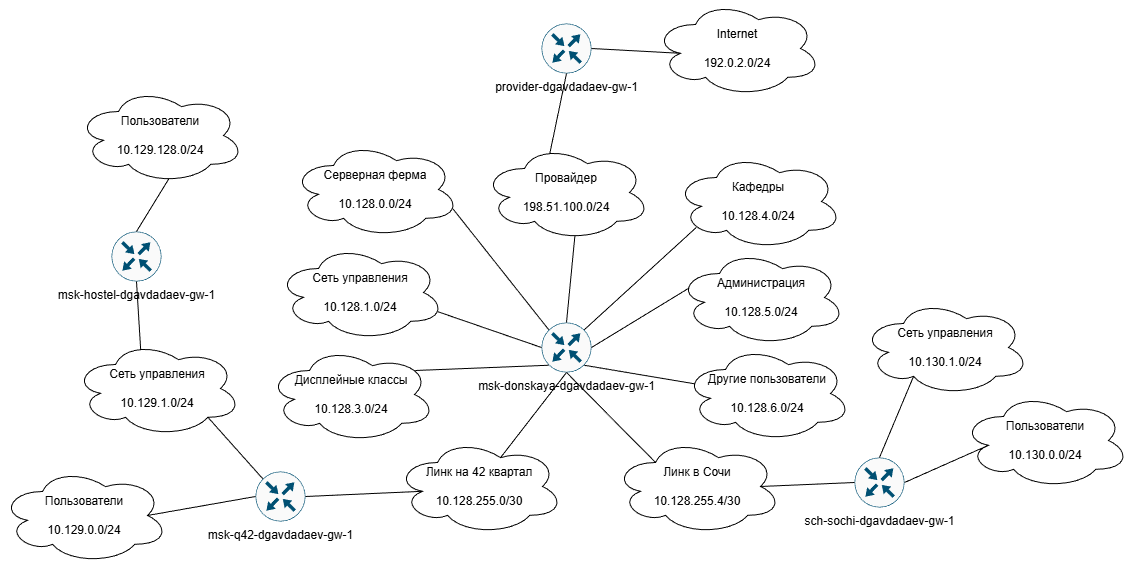 Internet
192.0.2.0/24
provider-dgavdadaev-gw-1
Пользователи
10.129.128.0/24
Серверная ферма
10.128.0.0/24
Провайдер
198.51.100.0/24
Кафедры
10.128.4.0/24
msk-hostel-dgavdadaev-gw-1
Сеть управления
10.128.1.0/24
Администрация
10.128.5.0/24
Сеть управления
10.130.1.0/24
Сеть управления
10.129.1.0/24
Дисплейные классы
10.128.3.0/24
msk-donskaya-dgavdadaev-gw-1
Другие пользователи
10.128.6.0/24
Пользователи
10.130.0.0/24
Линк на 42 квартал
10.128.255.0/30
Линк в Сочи
10.128.255.4/30
Пользователи
10.129.0.0/24
msk-q42-dgavdadaev-gw-1
sch-sochi-dgavdadaev-gw-1